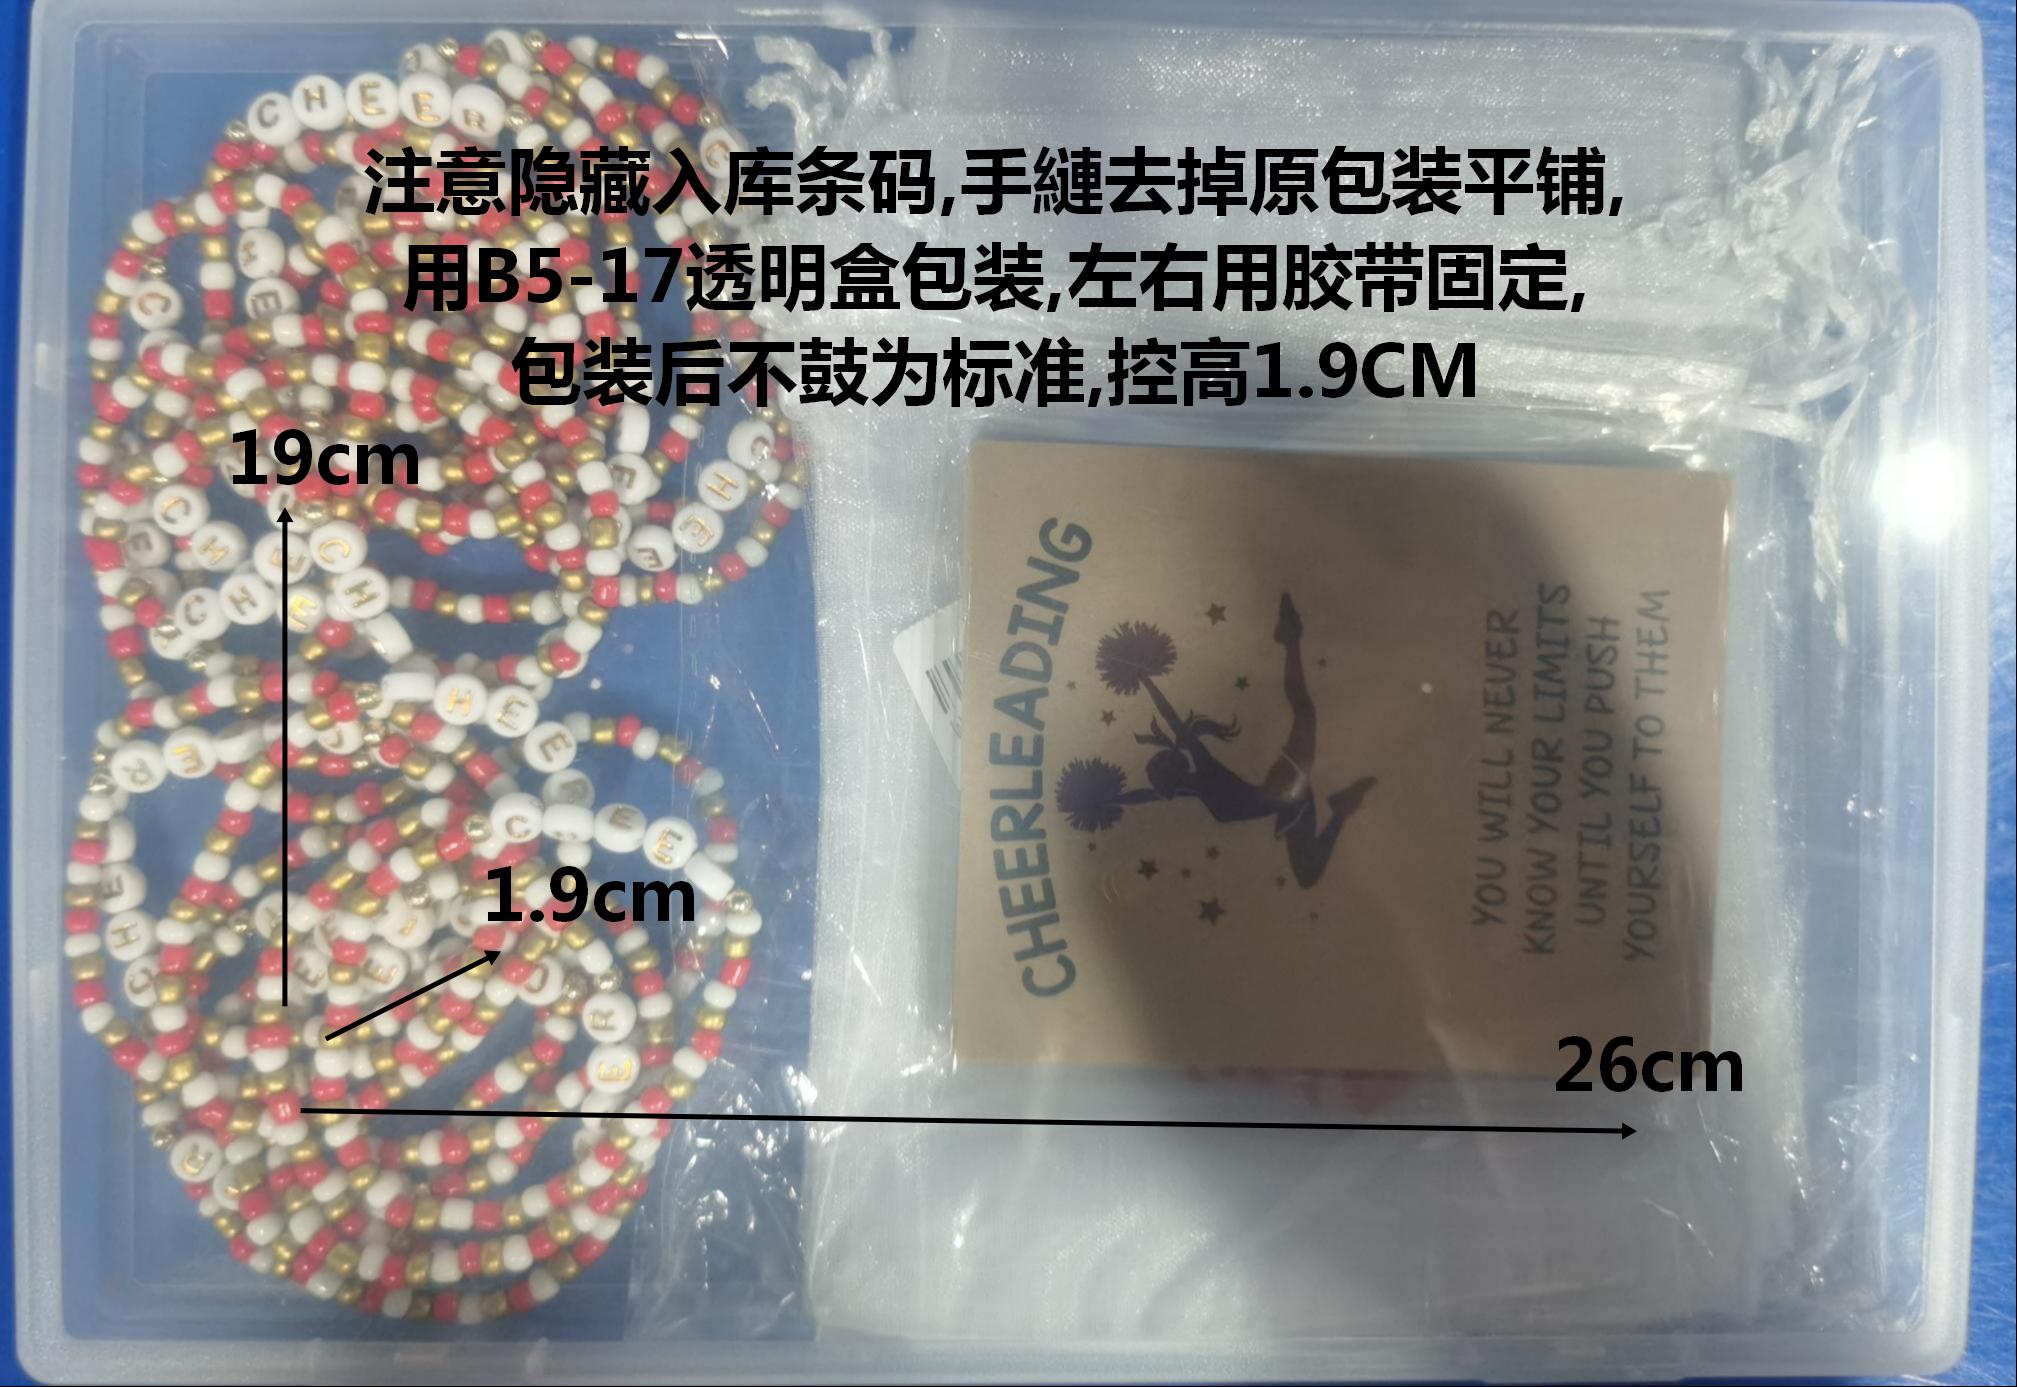 CHEER
注意隐藏入库条码,手縺去掉原包装平铺,
用B5-17透明盒包装,左右用胶带固定,
包装后不鼓为标准,控高1.9CM
19cm
1.9cm
26cm
CHEERLEADING
YOU WILL NEVER
KNOW YOUR LIMITS
UNTIL YOU PUSH
YOURSELF TO THEM